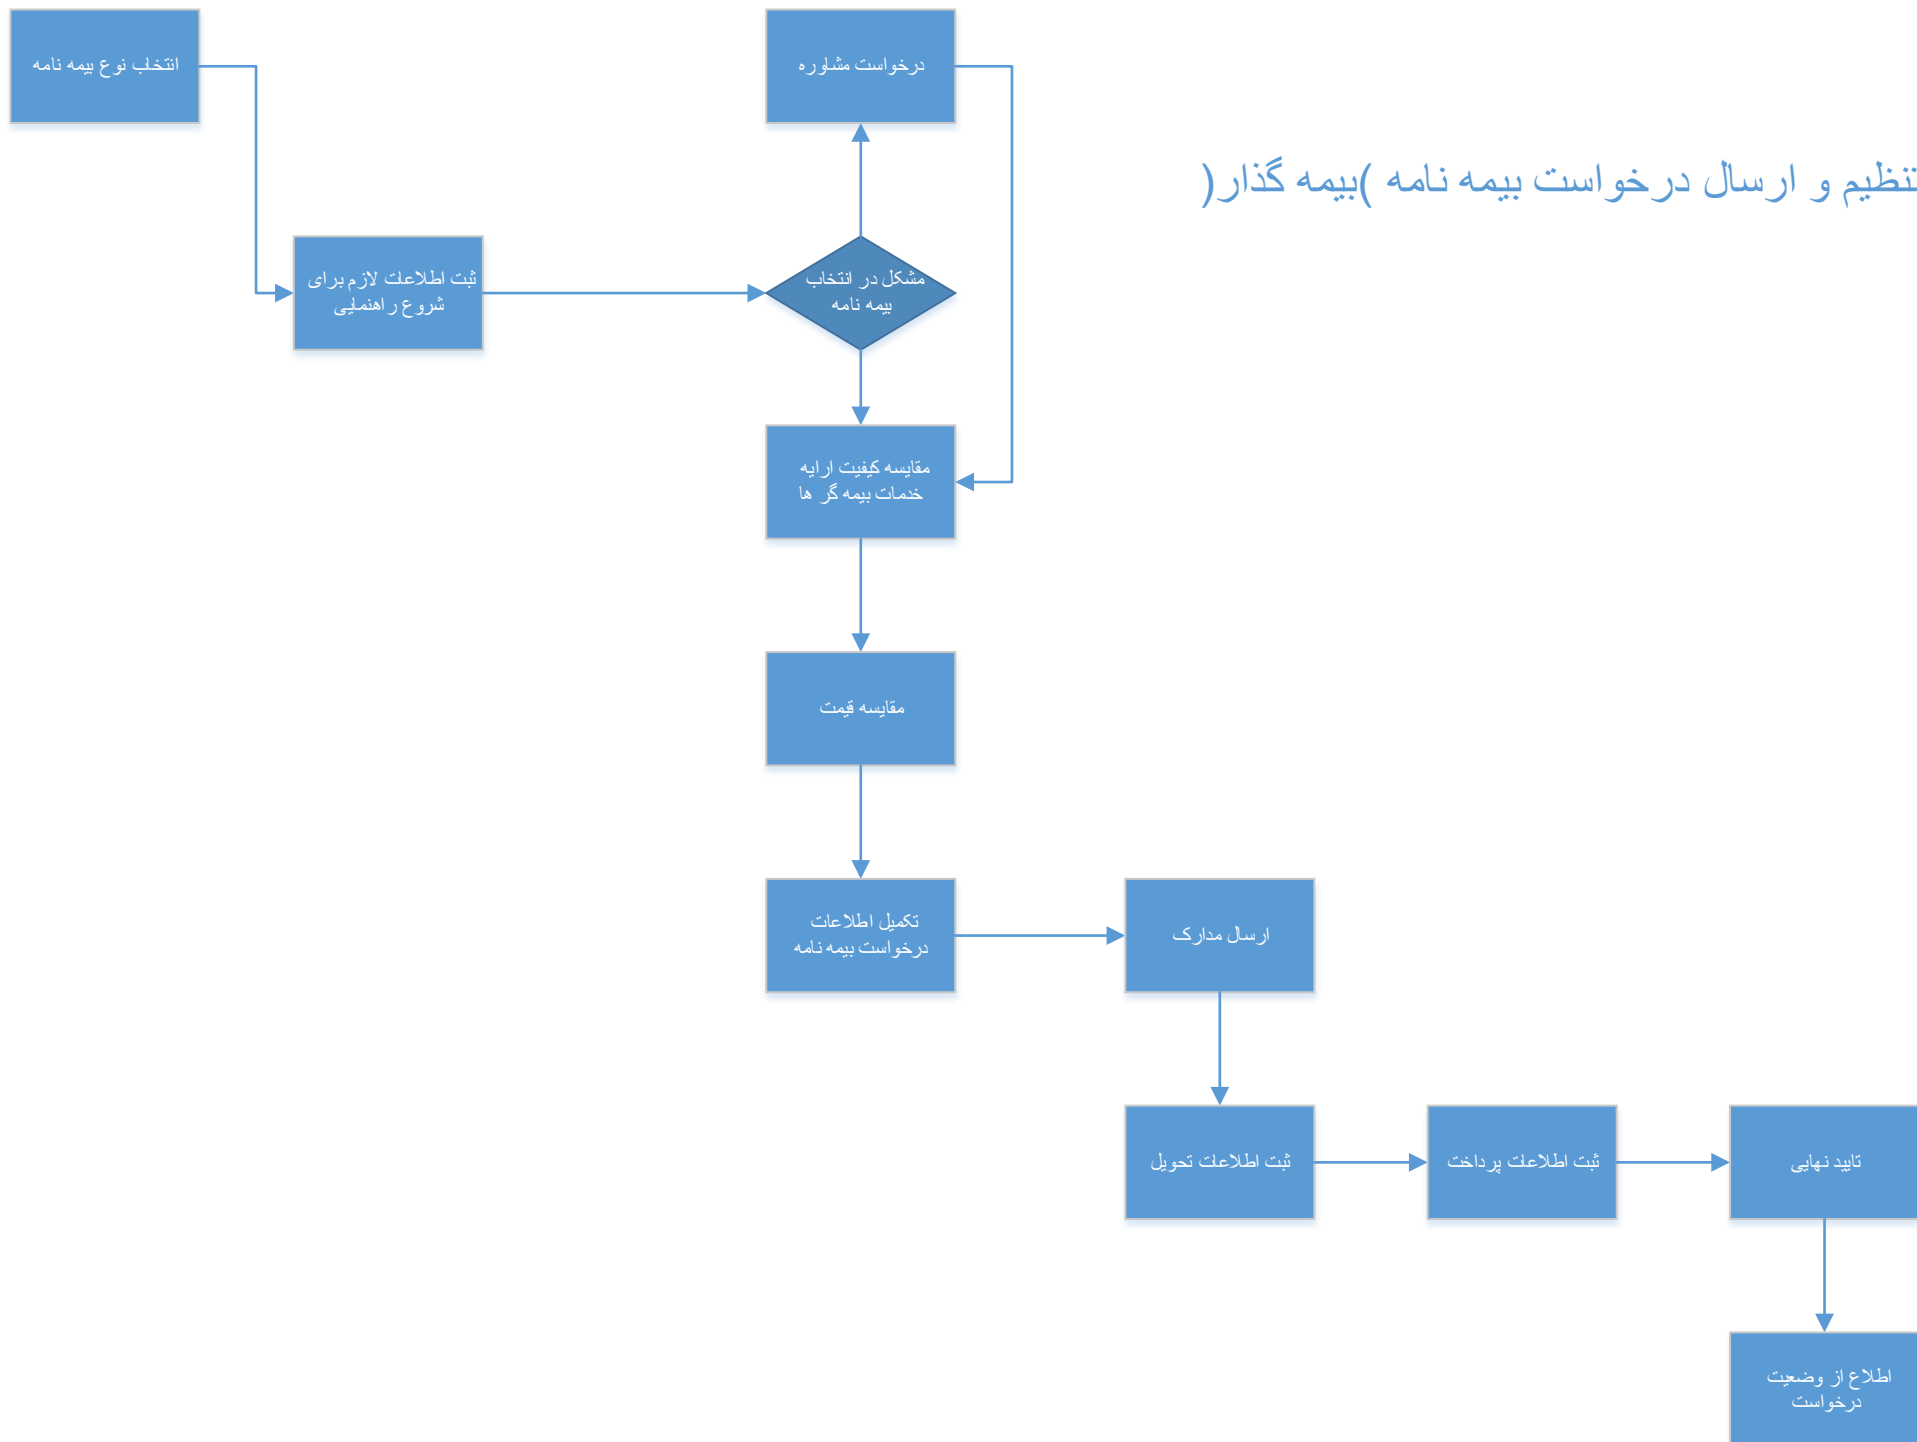 انتخاب نوع بیمه نامه
درخواست مشاوره
تنظیم و ارسال درخواست بیمه نامه )بیمه گذار(
ثبت اطلاعات لازم برای
شروع راهنمایی
مشکل در انتخاب
بیمه نامه
مقایسه کیفیت ارایه
خدمات بیمه گر ها
مقایسه قیمت
تکمیل اطلاعات
درخواست بیمه نامه
ارسال مدارک
ثبت اطلاعات تحویل
ثبت اطلاعات پرداخت
تایید نهایی
اطلاع از وضعیت
درخواست